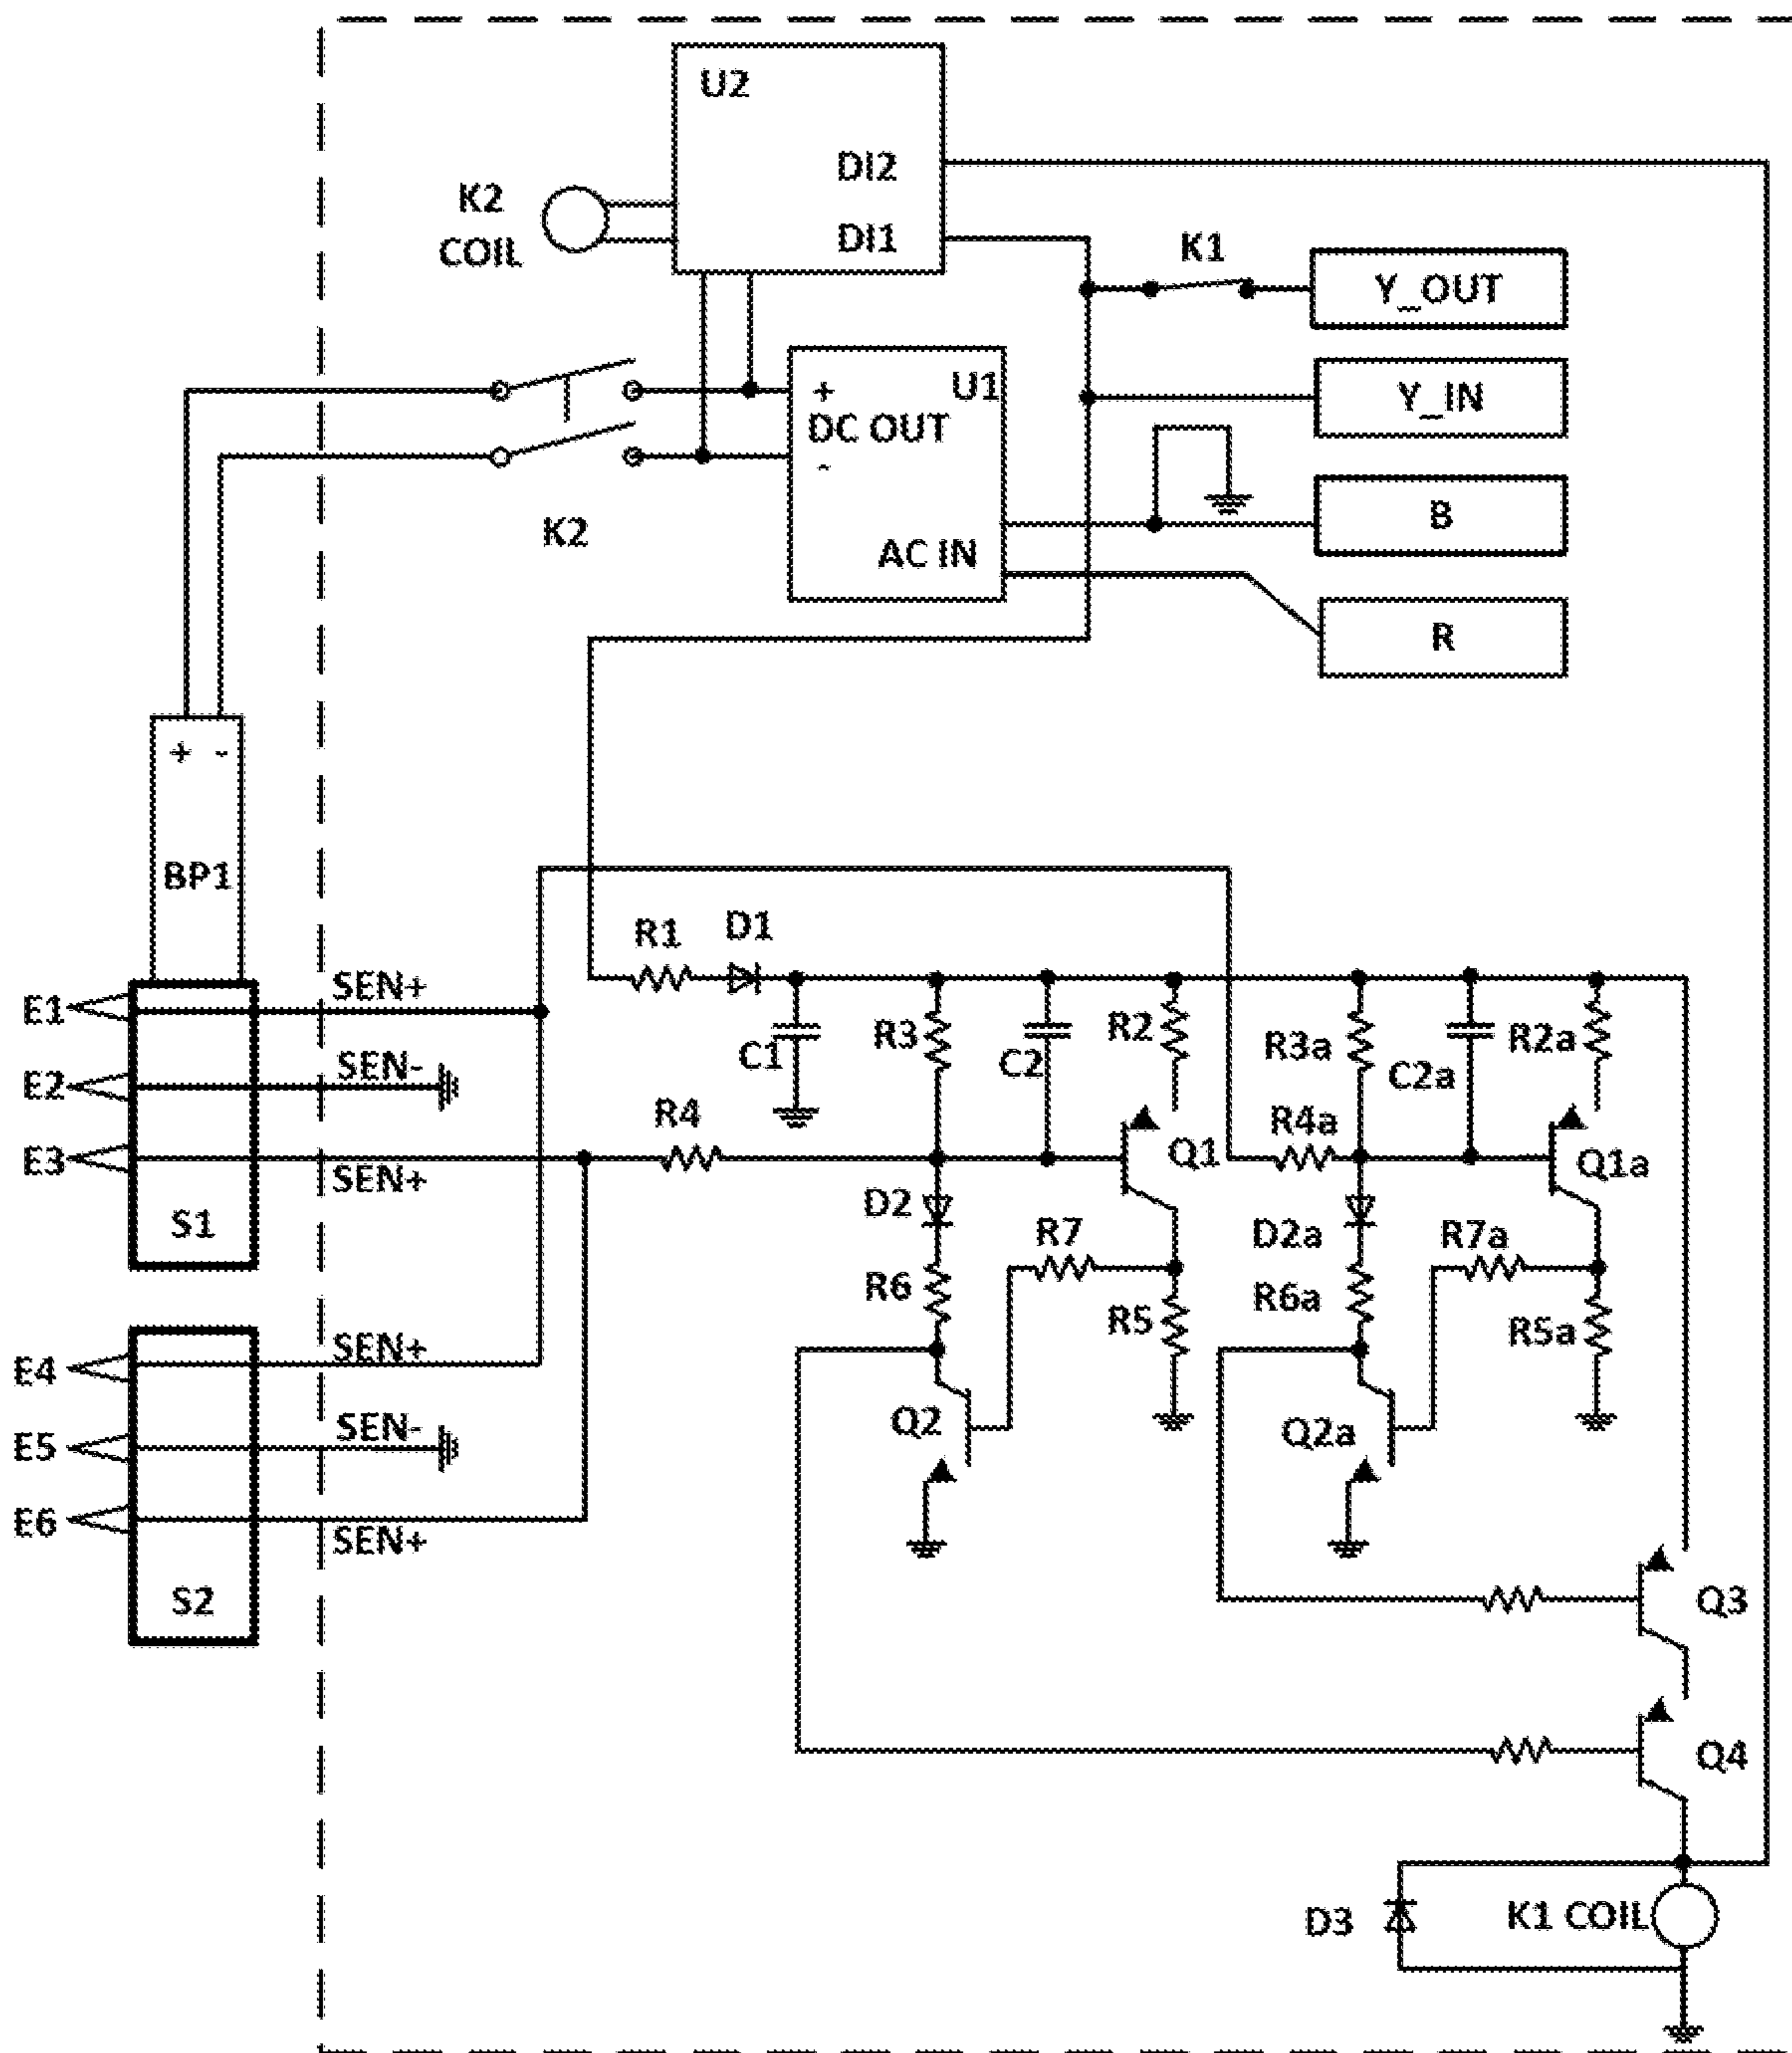 U2
DI2
K2
COIL
DI1
K1
Y_OUT
+
U1
DC OUT
-
Y_IN
K2
AC IN
B
R
+ -
BP1
R1
D1
E1
SEN+
C1
R3
C2
R2
R3a
C2a
R2a
E2
SEN-
R4
R4a
Q1
Q1a
E3
SEN+
S1
D2
R7
D2a
R7a
R6
R5
R6a
R5a
E4
SEN+
Q2
Q2a
E5
SEN-
E6
SEN+
S2
Q3
Q4
D3
K1 COIL